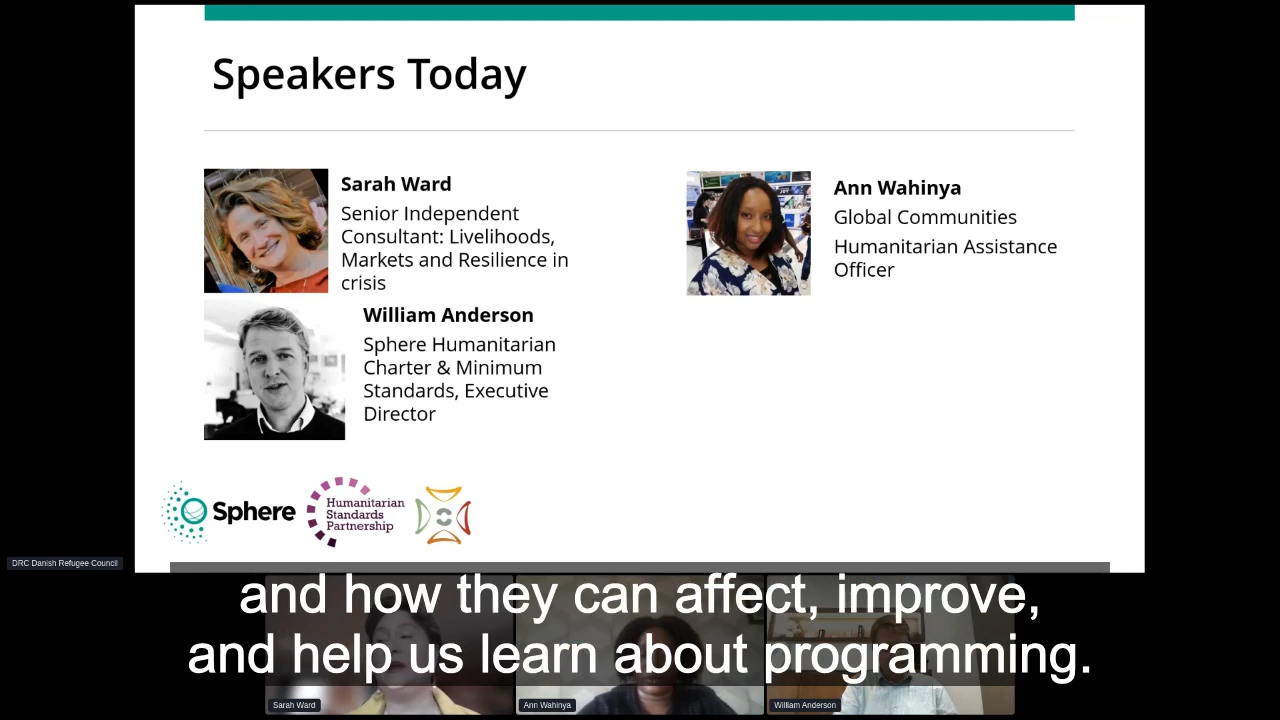 Speakers Today
Sarah Ward
Senior Independent
Consultant: Livelihoods,
Markets and Resilience in
crisis
William Anderson
Sphere Humanitarian
Charter & Minimum
Standards, Executive
Director
Ann Wahinya
Global Communities
Humanitarian Assistance
Officer
Sphere
Humanitarian
Standards
Partnership
DRC Danish Refugee Council
and how they can affect, improve,
and help us learn about programming.
Sarah Ward
Ann Wahinya
William Anderson